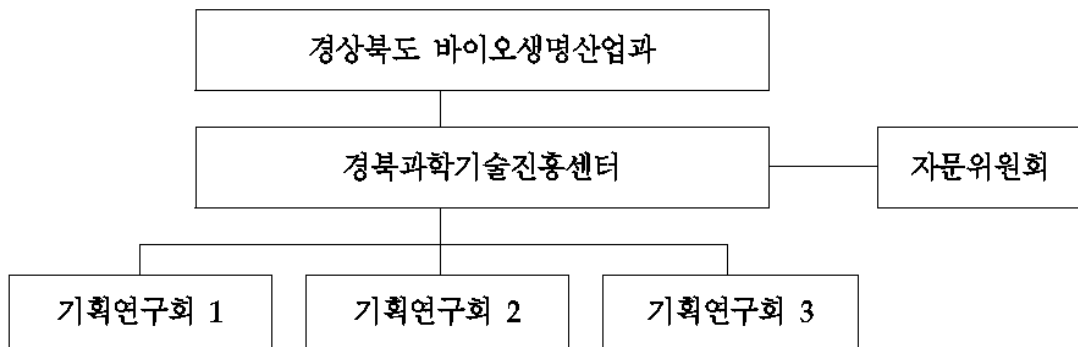 경상북도 바이오생명산업과
경북과학기술진흥센터
자문위원회
기획연구회 1
기획연구회 2
기획연구회 3